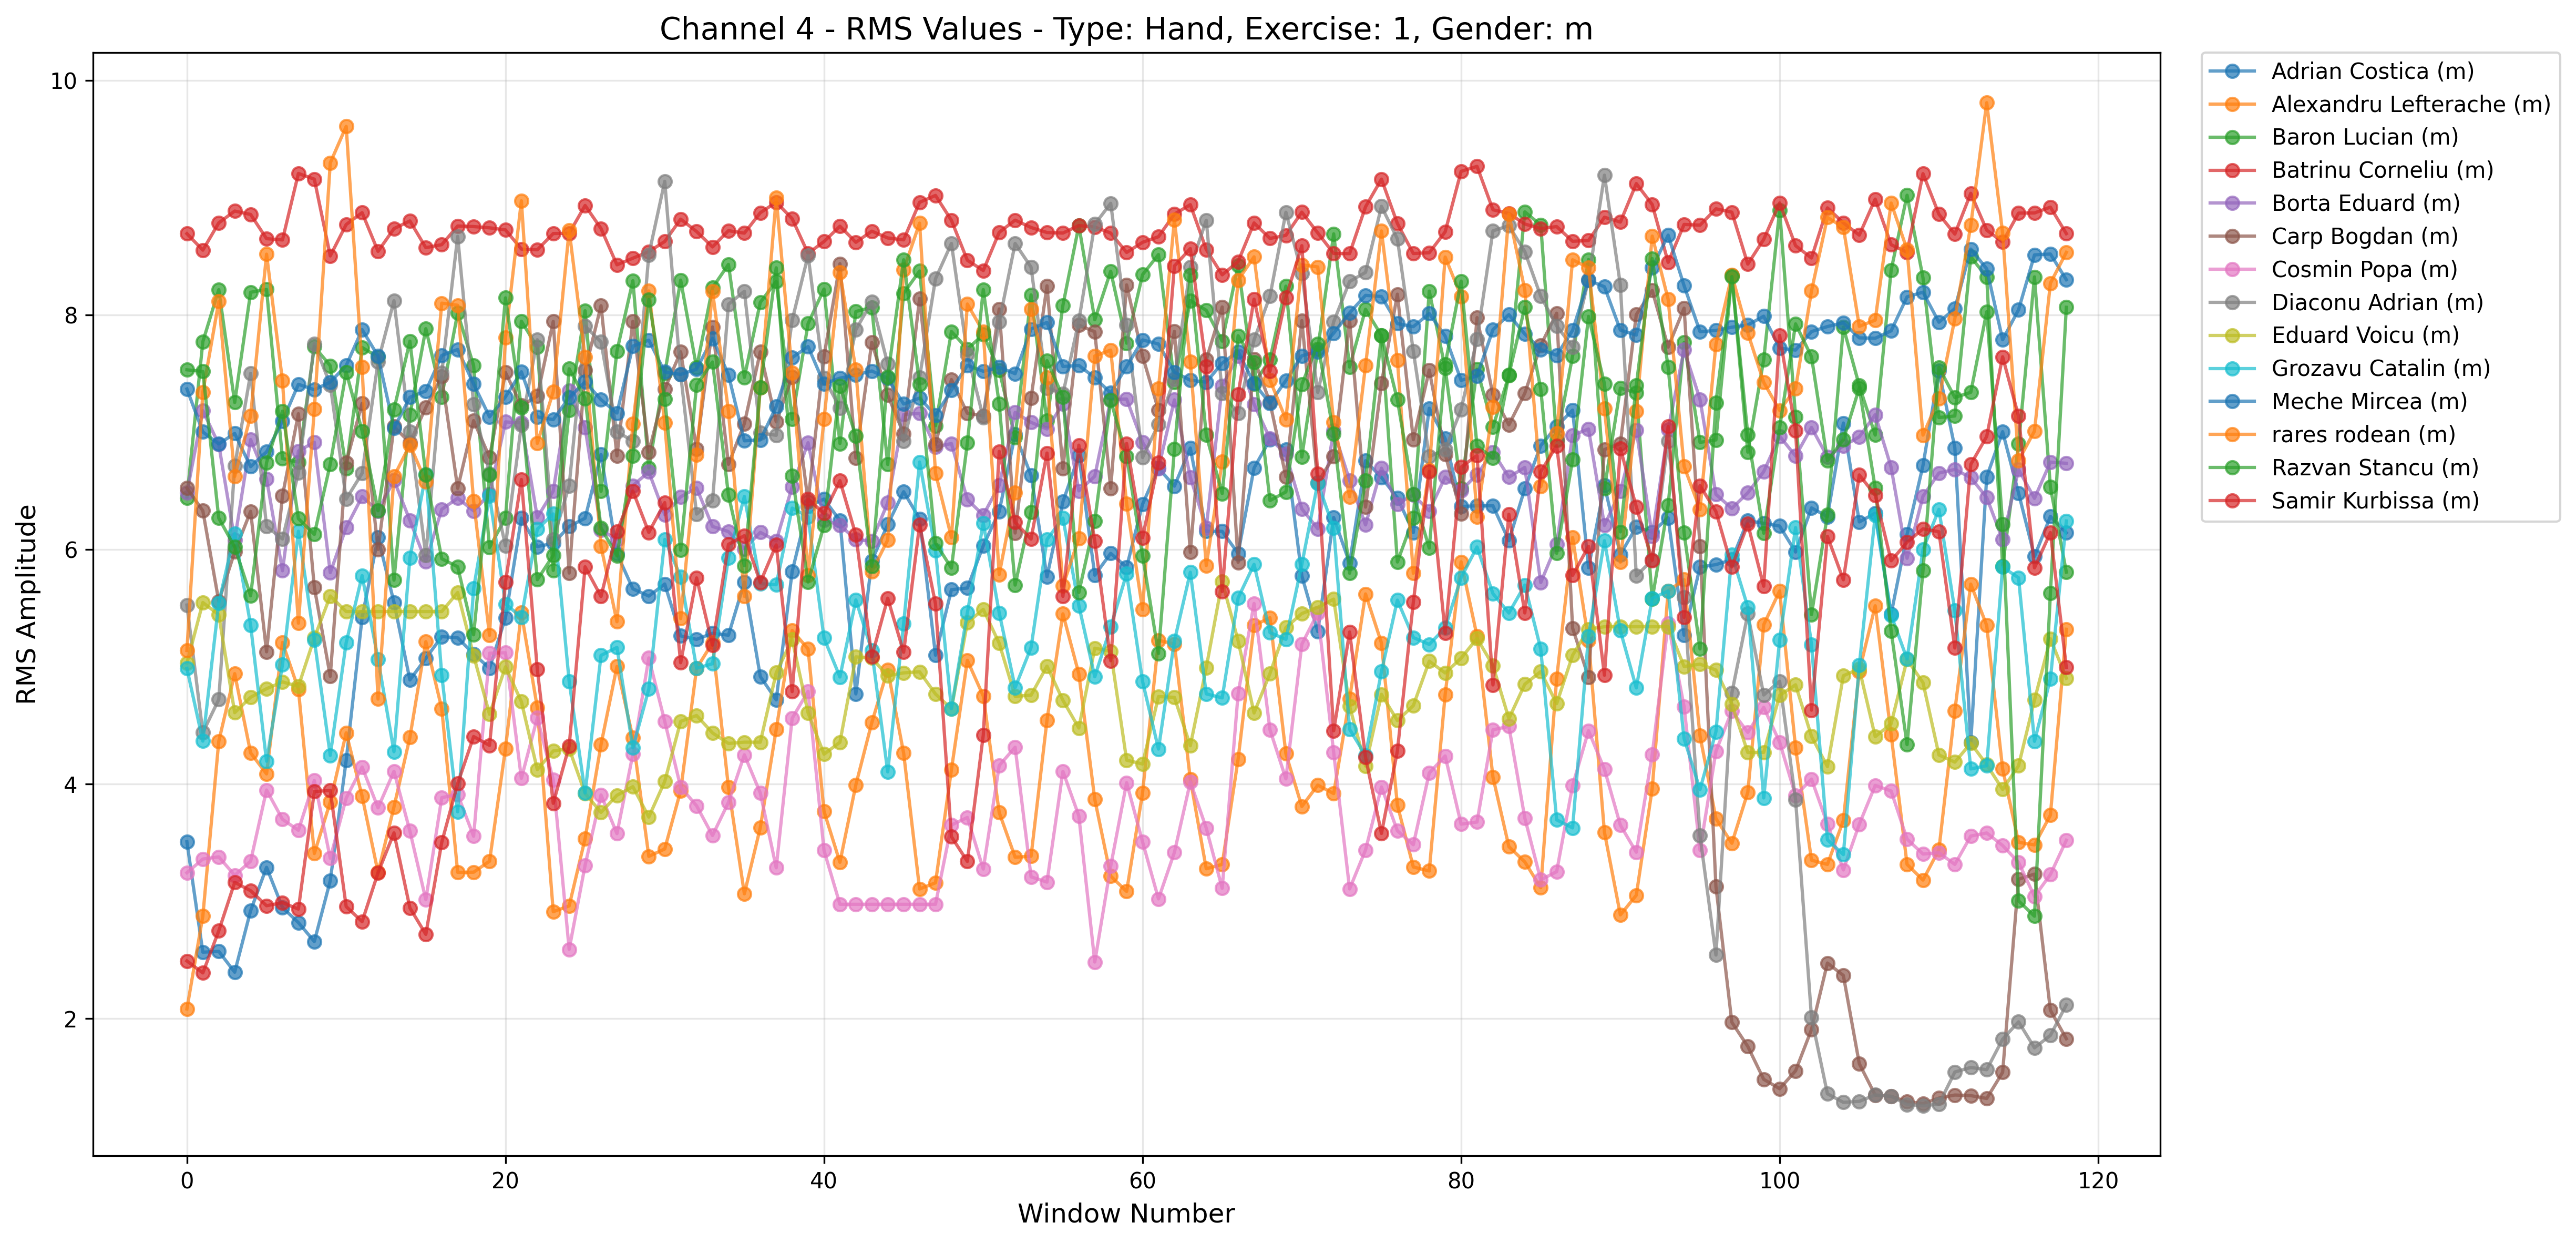 Channel 4 - RMS Values - Type: Hand, Exercise: 1, Gender: m
10
8
6
4
2
RMS Amplitude
0
20
40
60
80
100
120
Window Number
Adrian Costica (m)
Alexandru Lefterache (m)
Baron Lucian (m)
Batrinu Corneliu (m)
Borta Eduard (m)
Carp Bogdan (m)
Cosmin Popa (m)
Diaconu Adrian (m)
Eduard Voicu (m)
Grozavu Catalin (m)
Meche Mircea (m)
rares rodean (m)
Razvan Stancu (m)
Samir Kurbissa (m)